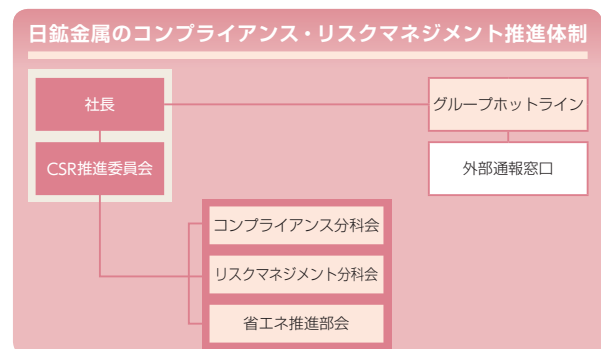 日鉱金属のコンプライアンス・リスクマネジメント推進体制
社長
グループホットライン
CSR推進委員会
外部通報窓口
コンプライアンス分科会
リスクマネジメント分科会
省エネ推進部会